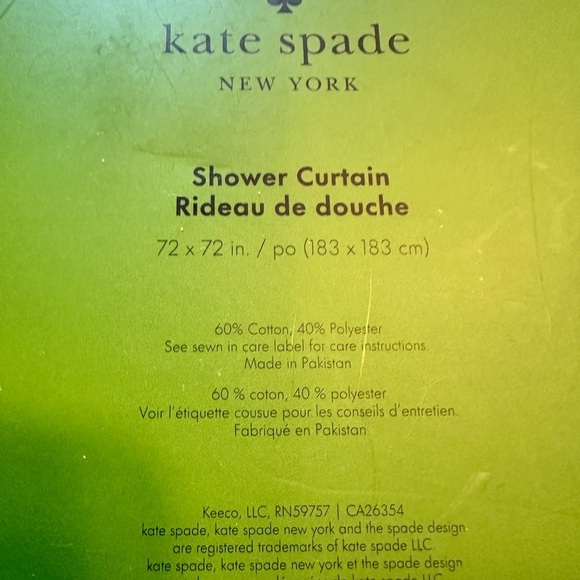 kate spade
NEW YORK
Shower Curtain
Rideau de douche
72 x 72 in. / po (183 x 183 cm)
60% Cotton, 40% Polyester
See sewn in care label for care instructions.
Made in Pakistan
60 % coton, 40 % polyester
Voir l'étiquette cousue pour les conseils d'entretien.
Fabriqué en Pakistan
Keeco, LLC, RN59757 | CA26354
kate spade, kate spade new york and the spade design
are registered trademarks of kate spade LLC.
kate spade, kate spade new york et the spade design